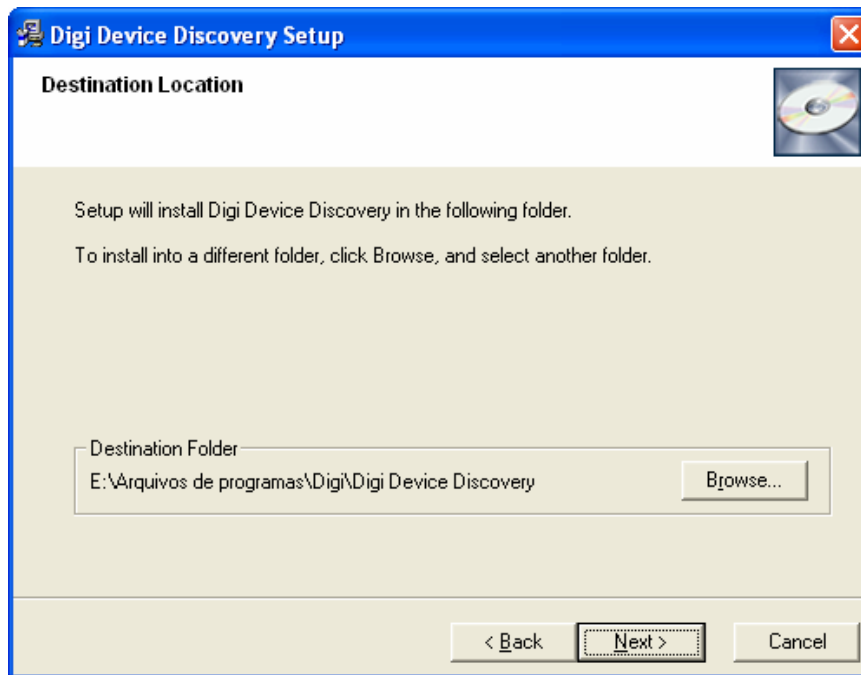 Digi Device Discovery Setup
Destination Location
Setup will install Digi Device Discovery in the following folder.
To install into a different folder, click Browse, and select another folder.
Destination Folder
E:\Arquivos de programas\Digi\Digi Device Discovery
Browse...
< Back
Next >
Cancel